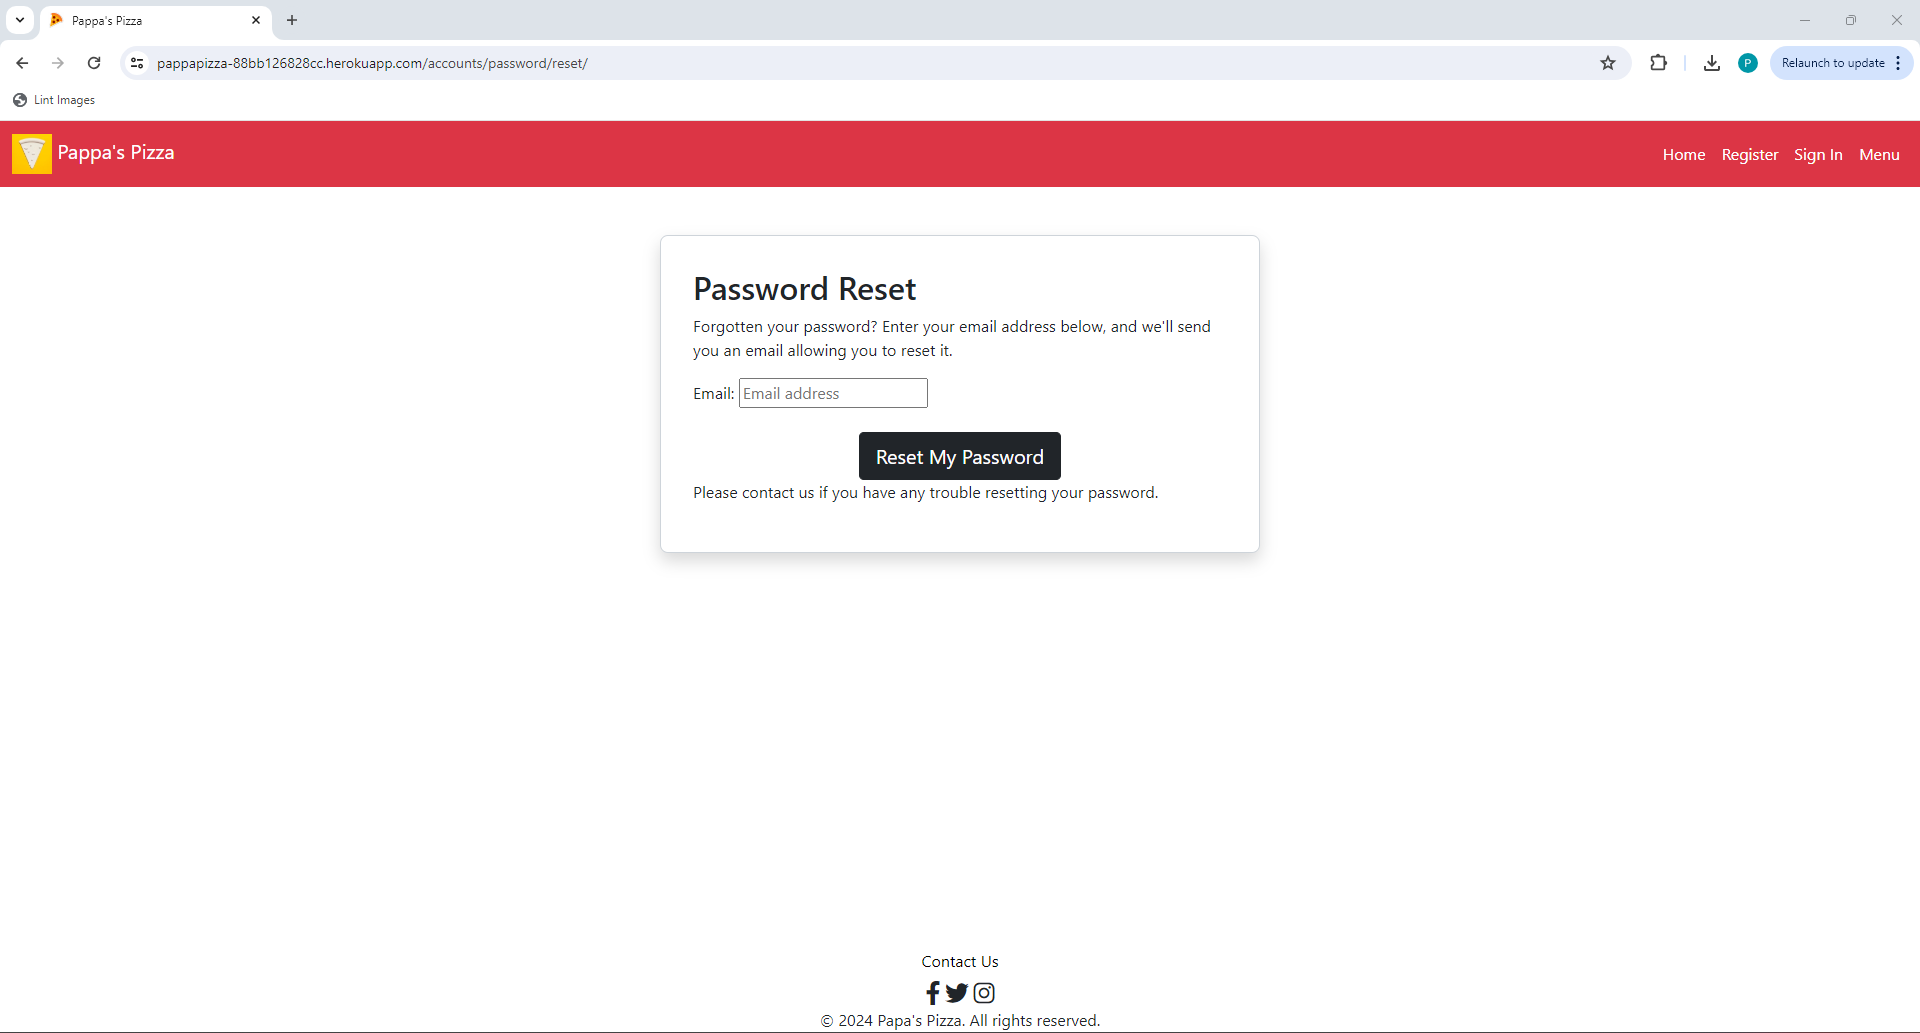 Pappa's Pizza
pappapizza-88bb126828cc.herokuapp.com/accounts/password/reset/
P
Relaunch to update
Lint Images
Pappa's Pizza
Home Register Sign In Menu
Password Reset
Forgotten your password? Enter your email address below, and we'll send
you an email allowing you to reset it.
Email: Email address
Reset My Password
Please contact us if you have any trouble resetting your password.
Contact Us
© 2024 Papa's Pizza. All rights reserved.